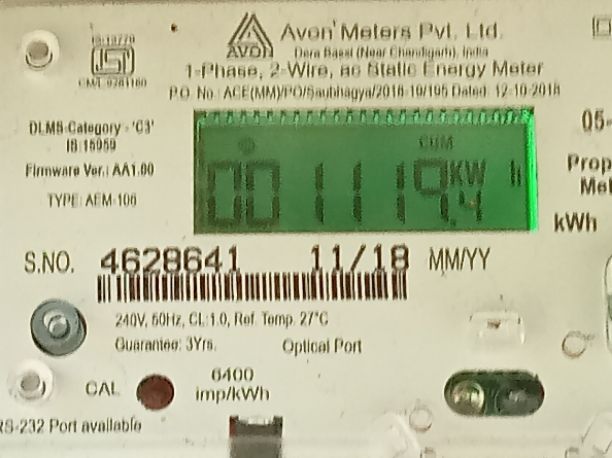 IS:13779
ISI
CM/L-9281160
AVON
Avon Meters Pvt. Ltd.
Dera Bassi (Near Chandigarh), India
1-Phase, 2-Wire, ac Static Energy Meter
P.O. No.: ACE(MM)/PO/Saubhagya/2018-19/195 Dated: 12-10-2018
DLMS-Category - 'C3'
IS:15959
Firmware Ver.: AA1.00
TYPE: AEM-106
CUM
001119.4 KW h
05-
Prop
Met
kWh
S.NO. 4628641 11/18 MM/YY
240V, 50Hz, CL:1.0, Ref. Temp. 27°C
Guarantee: 3Yrs. Optical Port
CAL 6400
imp/kWh
RS-232 Port available